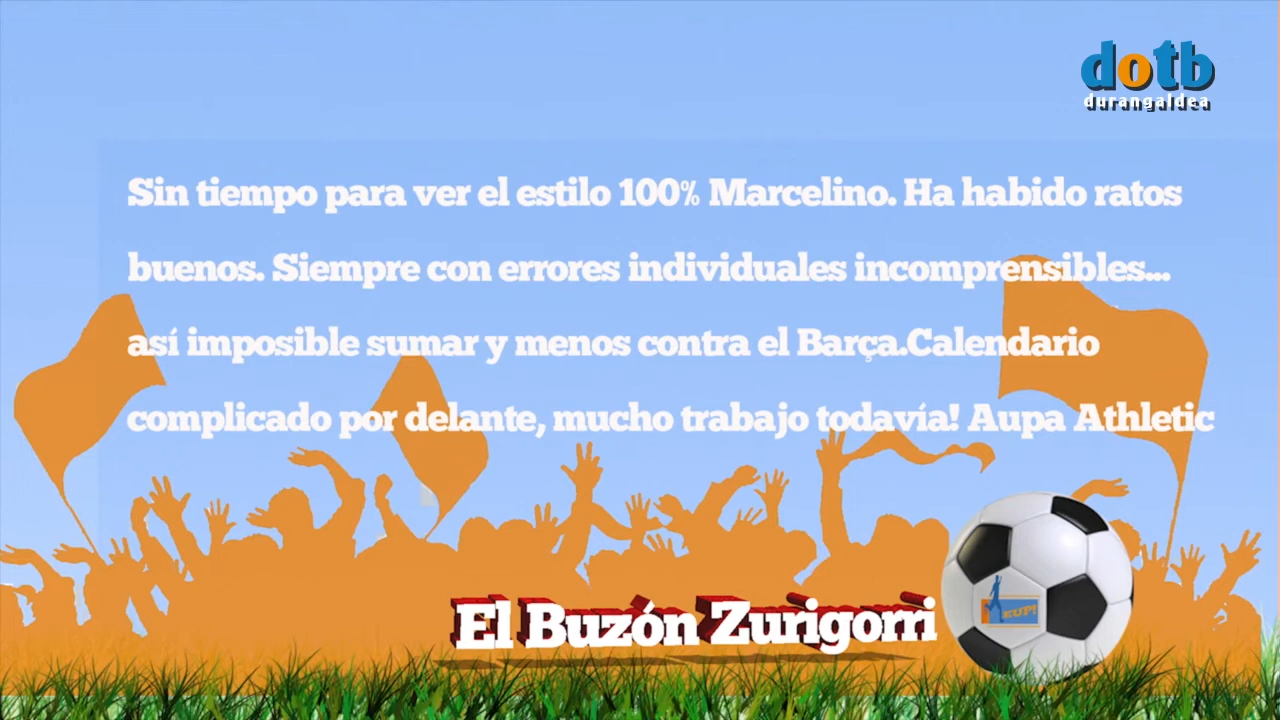 dotb
durangaldea
Sin tiempo para ver el estilo 100% Marcelino. Ha habido ratos
buenos. Siempre con errores individuales incomprensibles...
así imposible sumar y menos contra el Barça.Calendario
complicado por delante, mucho trabajo todavía! Aupa Athletic
El Buzón Zurigorri
KUP!